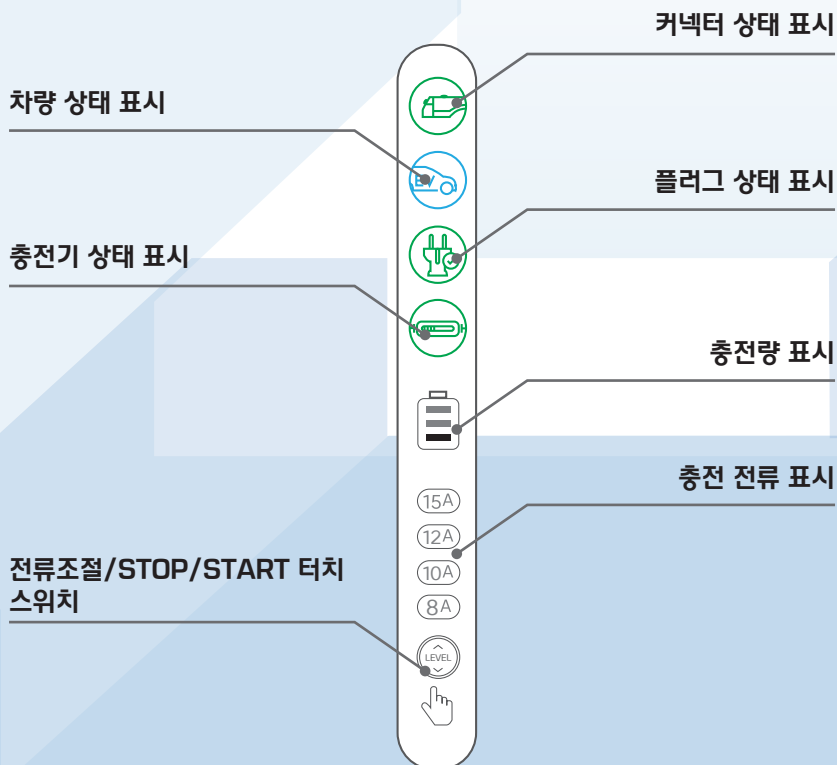 커넥터 상태 표시
차량 상태 표시
EV
플러그 상태 표시
충전기 상태 표시
충전량 표시
충전 전류 표시
15A
12A
10A
8A
전류조절/STOP/START 터치
스위치
LEVEL